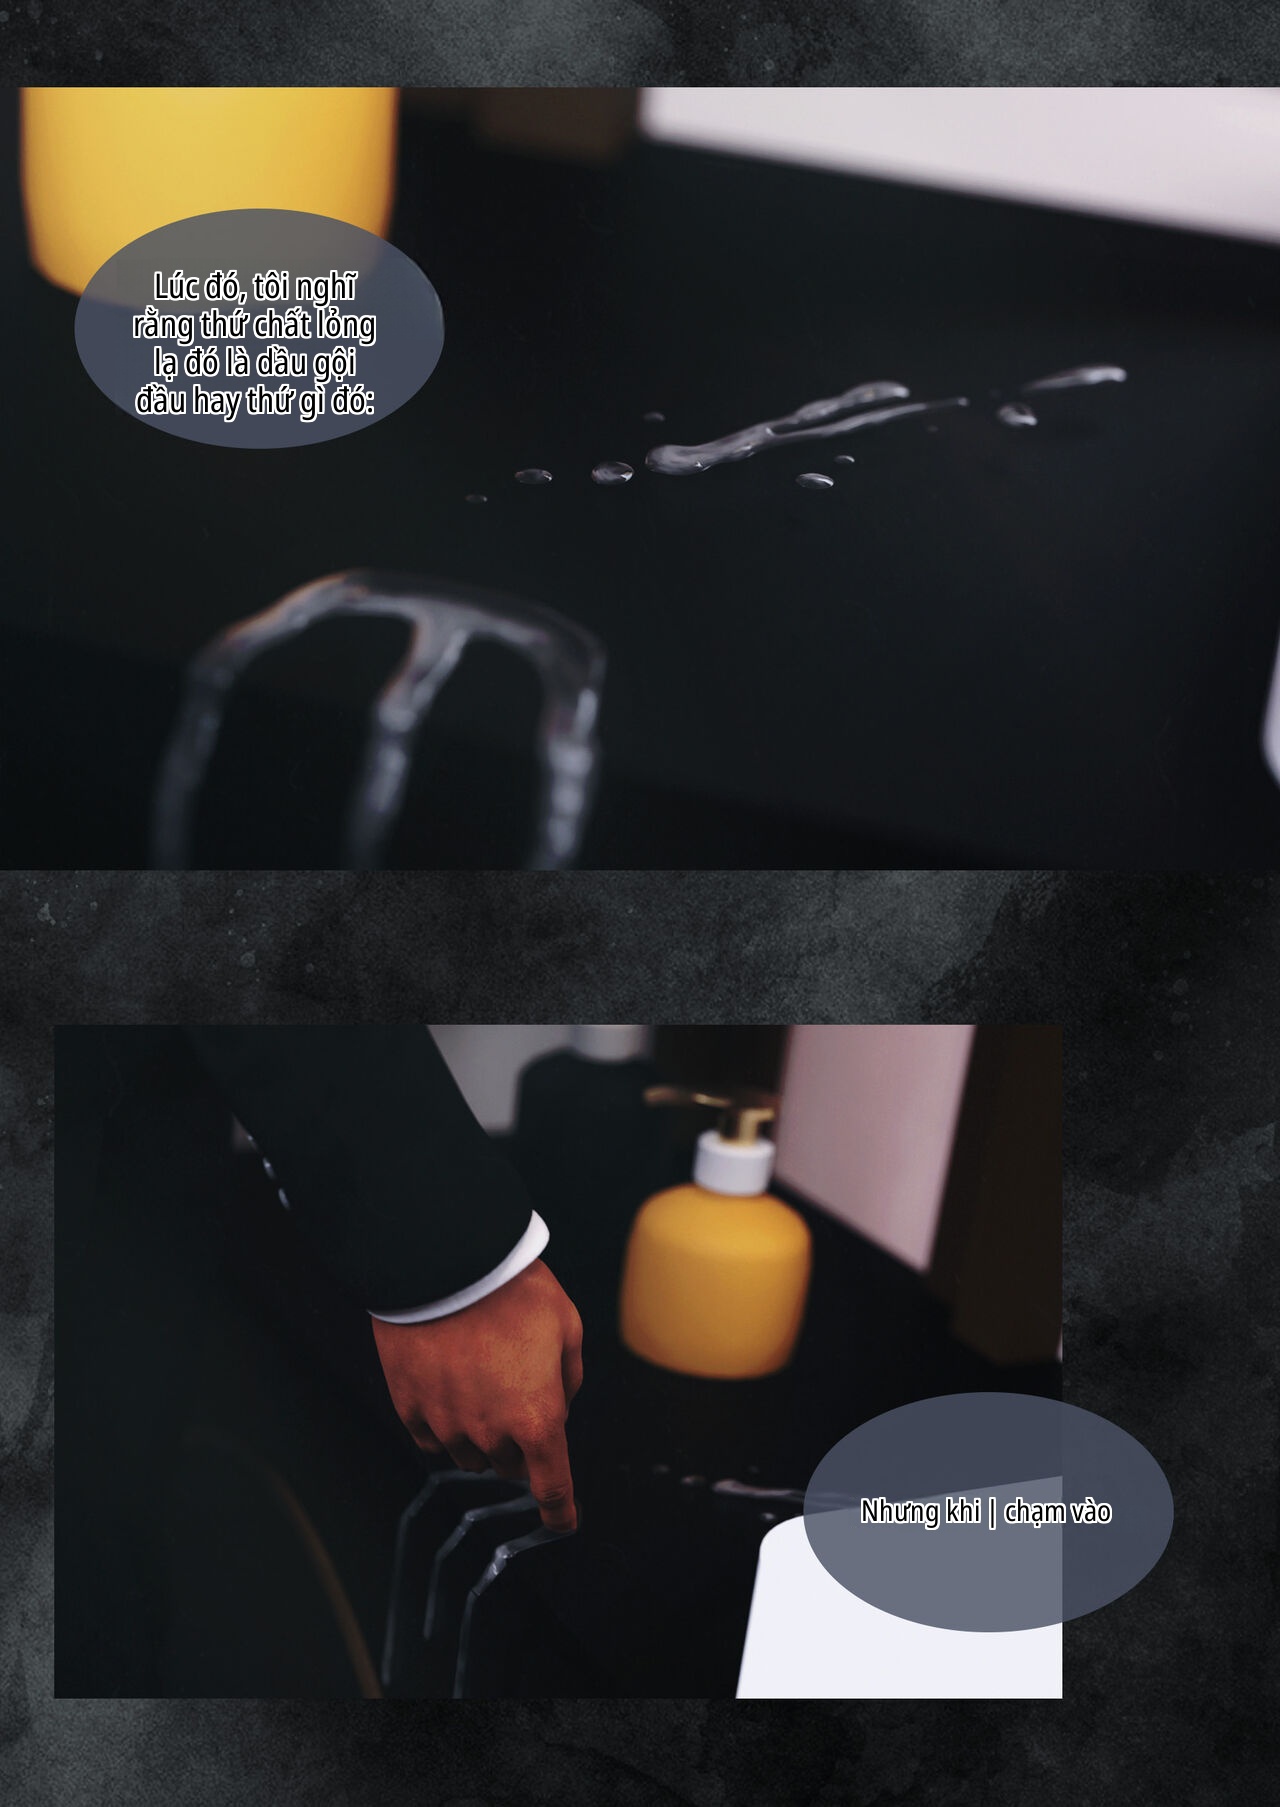 Lúc đó, tôi nghĩ
rằng thứ chất lỏng
lạ đó là dầu gội
đầu hay thứ gì đó:
Nhưng khi | chạm vào